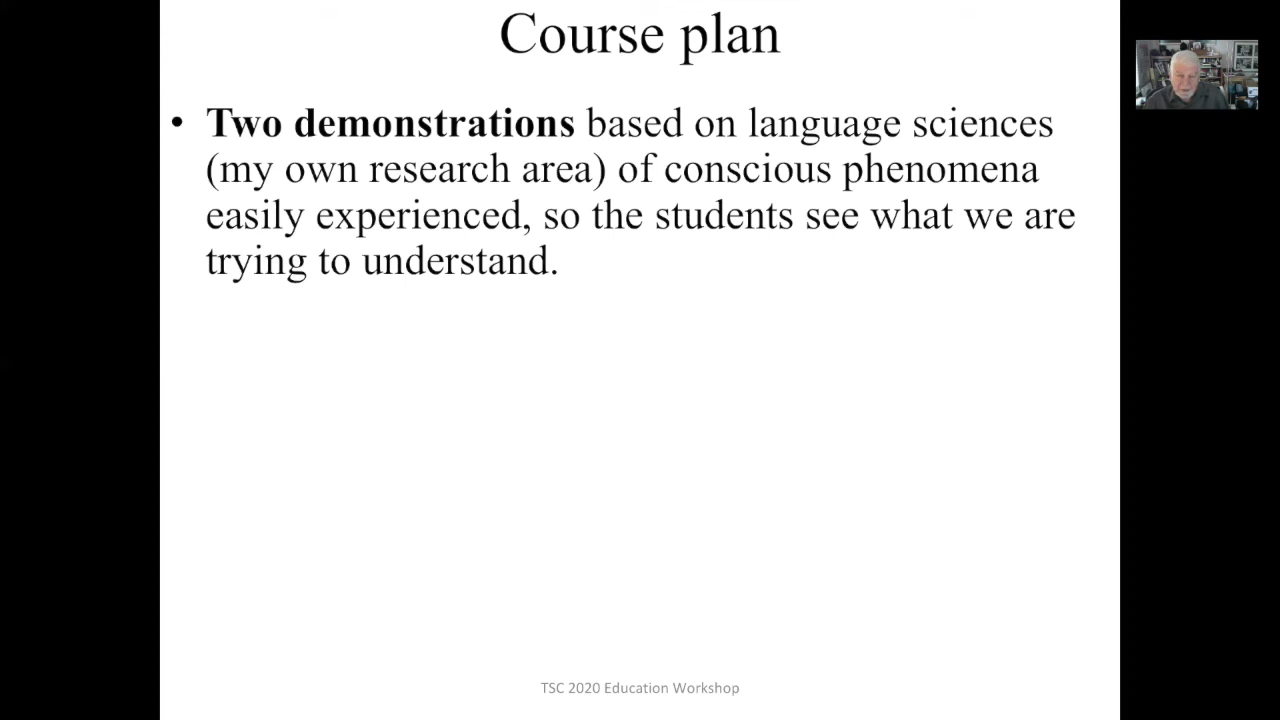 Course plan
• Two demonstrations based on language sciences
(my own research area) of conscious phenomena
easily experienced, so the students see what we are
trying to understand.
TSC 2020 Education Workshop